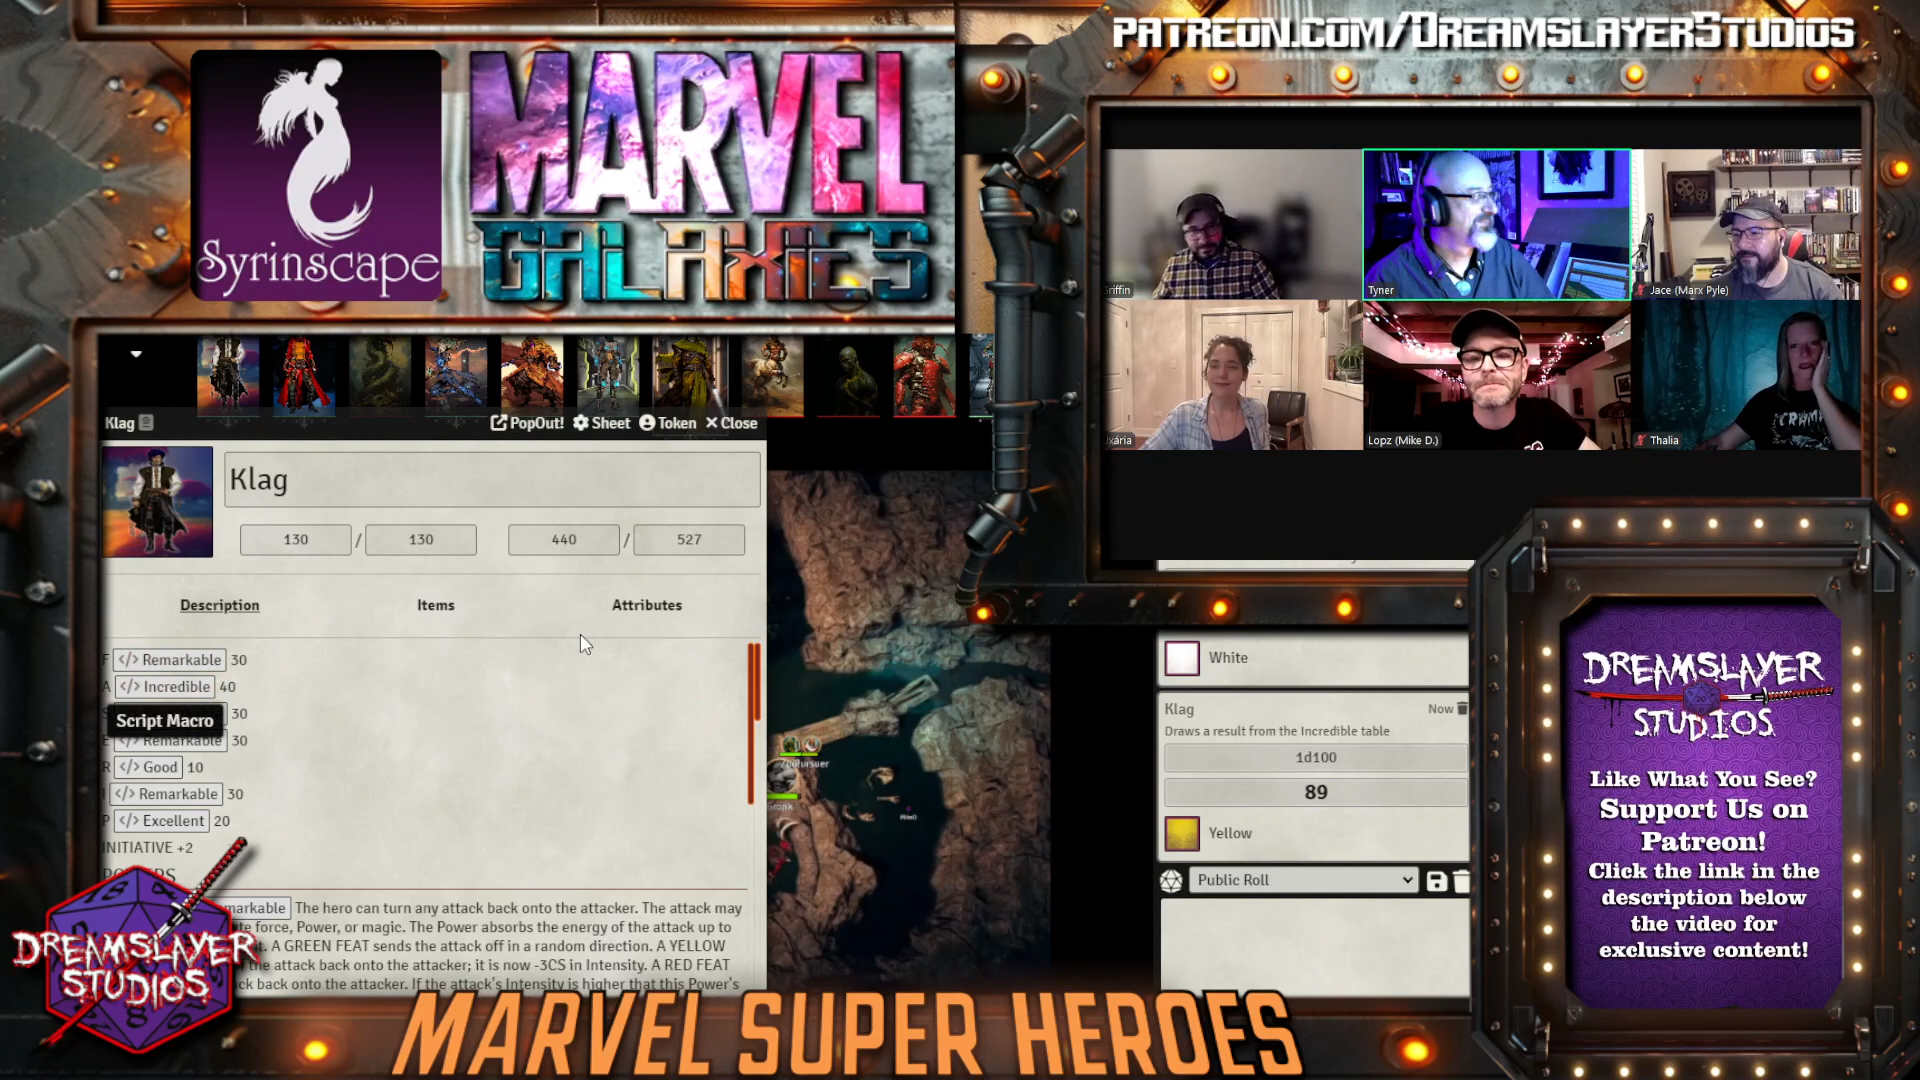 PATREON.COM/DREAMSLAYERSTUDIOS
Syrinscape
MARVEL
GALAXIES
riffin
Tyner
Jace (Marx Pyle)
xária
Lopz (Mike D.)
Thalia
Klag
PopOut!
Sheet
Token
Close
Klag
130 / 130
440 / 527
Description
Items
Attributes
F </> Remarkable 30
A </> Incredible 40
Script Macro
30
E </> Remarkable 30
R </> Good 10
I </> Remarkable 30
P </> Excellent 20
INITIATIVE +2
markable The hero can turn any attack back onto the attacker. The attack may
te force, Power, or magic. The Power absorbs the energy of the attack up to
it. A GREEN FEAT sends the attack off in a random direction. A YELLOW
the attack back onto the attacker; it is now -3CS in Intensity. A RED FEAT
ck back onto the attacker. If the attack's Intensity is higher that this Power's
White
Klag
Now
Draws a result from the Incredible table
1d100
89
Yellow
Public Roll
DREAMSLAYER
STUDIOS
Like What You See?
Support Us on
Patreon!
Click the link in the
description below
the video for
exclusive content!
DREAMSLAYER
STUDIOS
MARVEL SUPER HEROES